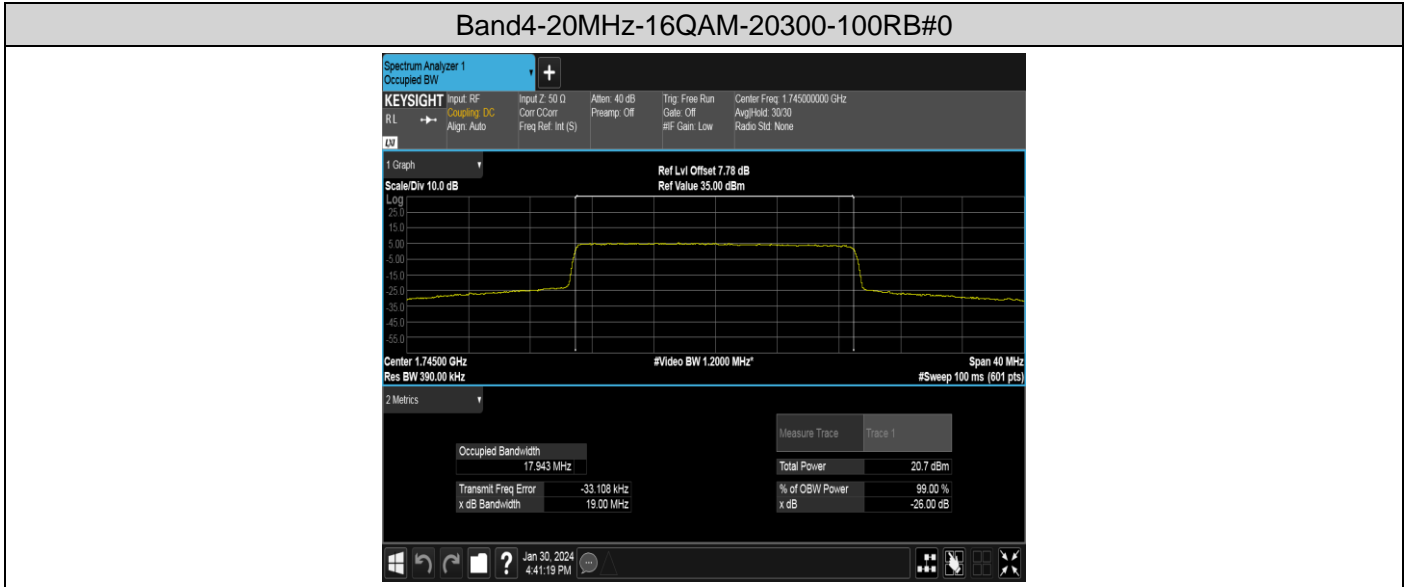 Band4-20MHz-16QAM-20300-100RB#0
Spectrum Analyzer 1
Occupied BW
+
KEYSIGHT Input: RF Input Z: 50 Ω Atten: 40 dB Trig: Free Run Center Freq: 1.745000000 GHz
RL Coupling: DC Corr CCorr Preamp: Off Gate: Off Avg|Hold: 30/30
Align: Auto Freq Ref: Int (S) #IF Gain: Low Radio Std: None
LXI
1 Graph
Ref Lvl Offset 7.78 dB
Scale/Div 10.0 dB Ref Value 35.00 dBm
Log
25.0
15.0
5.00
-5.00
-15.0
-25.0
-35.0
-45.0
-55.0
Center 1.74500 GHz #Video BW 1.2000 MHz* Span 40 MHz
Res BW 390.00 kHz #Sweep 100 ms (601 pts)
2 Metrics
Measure Trace Trace 1
Occupied Bandwidth
17.943 MHz Total Power 20.7 dBm
Transmit Freq Error -33.108 kHz % of OBW Power 99.00 %
x dB Bandwidth 19.00 MHz x dB -26.00 dB
? Jan 30, 2024
4:41:19 PM